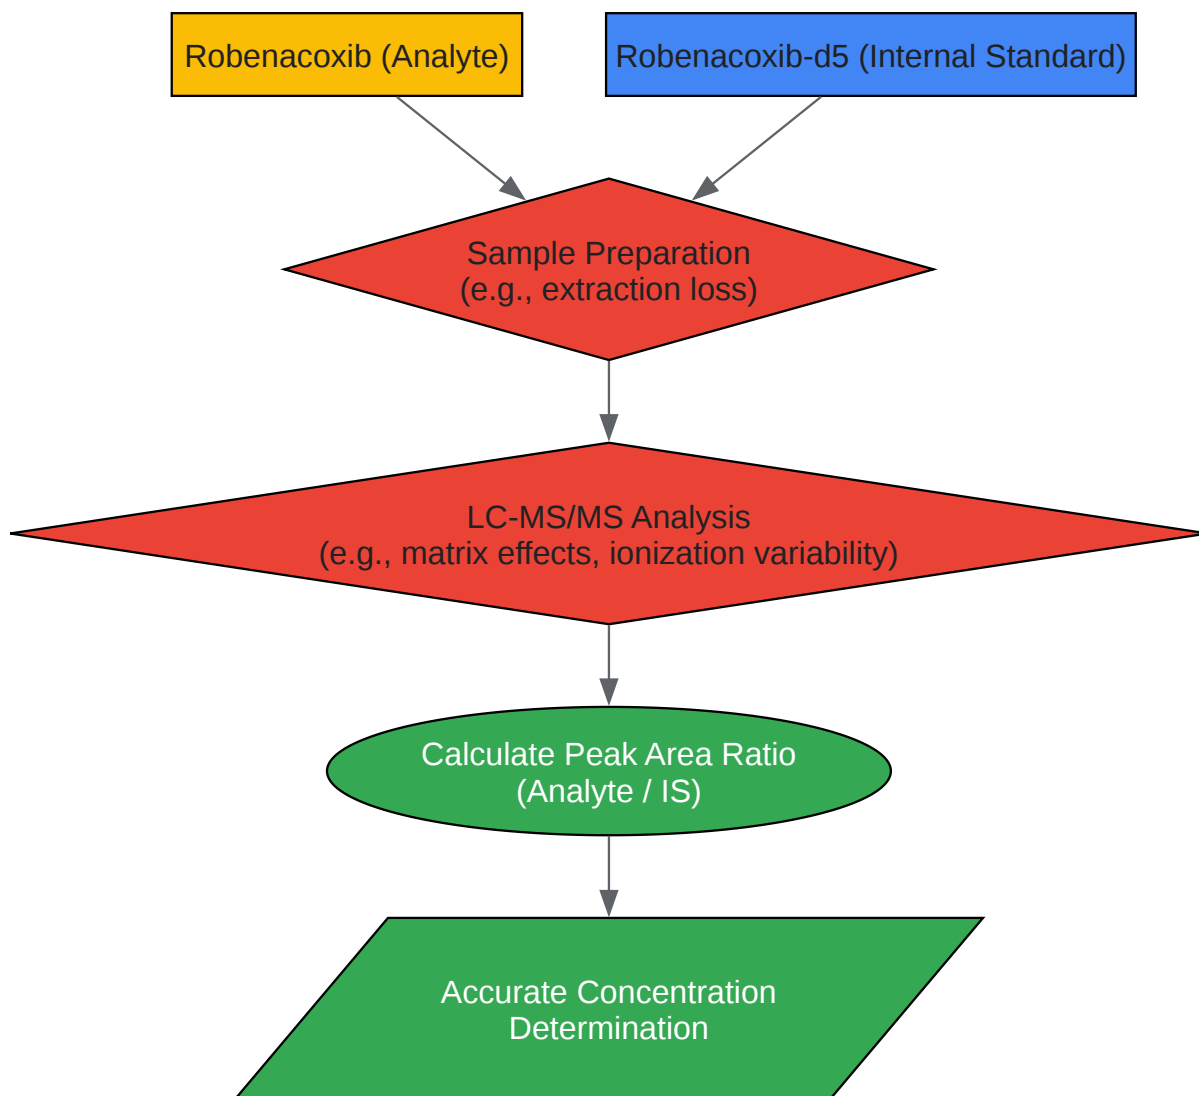 Robenacoxib (Analyte)
Robenacoxib-d5 (Internal Standard)
Sample Preparation
(e.g., extraction loss)
LC-MS/MS Analysis
(e.g., matrix effects, ionization variability)
Calculate Peak Area Ratio
(Analyte / IS)
Accurate Concentration
Determination